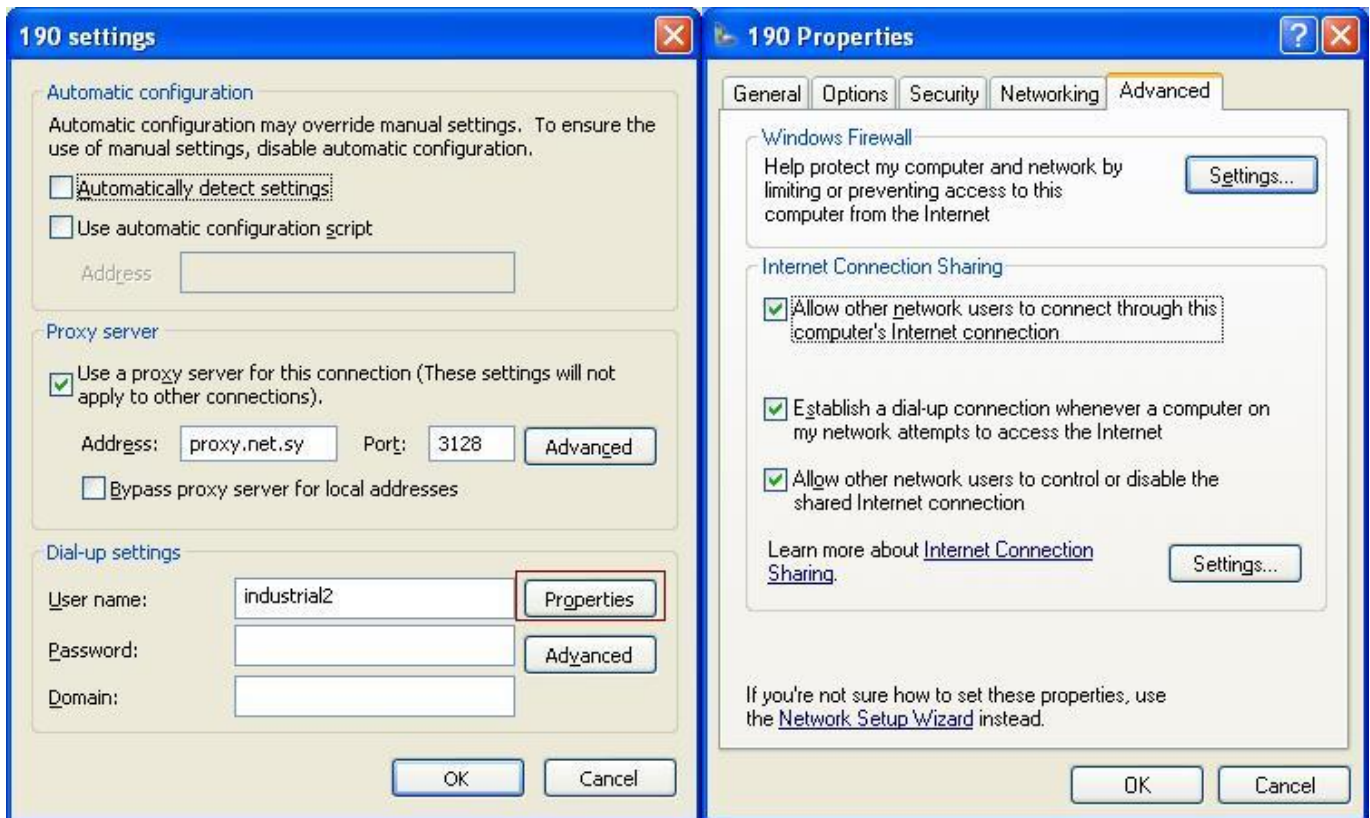 190 settings
Automatic configuration
Automatic configuration may override manual settings. To ensure the
use of manual settings, disable automatic configuration.
Automatically detect settings
Use automatic configuration script
Address
Proxy server
Use a proxy server for this connection (These settings will not
apply to other connections).
Address: proxy.net.sy Port: 3128 Advanced
Bypass proxy server for local addresses
Dial-up settings
User name: industrial2 Properties
Password: Advanced
Domain:
OK Cancel
190 Properties
General Options Security Networking Advanced
Windows Firewall
Help protect my computer and network by
limiting or preventing access to this
computer from the Internet
Settings...
Internet Connection Sharing
Allow other network users to connect through this
computer's Internet connection
Establish a dial-up connection whenever a computer on
my network attempts to access the Internet
Allow other network users to control or disable the
shared Internet connection
Learn more about Internet Connection
Sharing.
Settings...
If you're not sure how to set these properties, use
the Network Setup Wizard instead.
OK Cancel